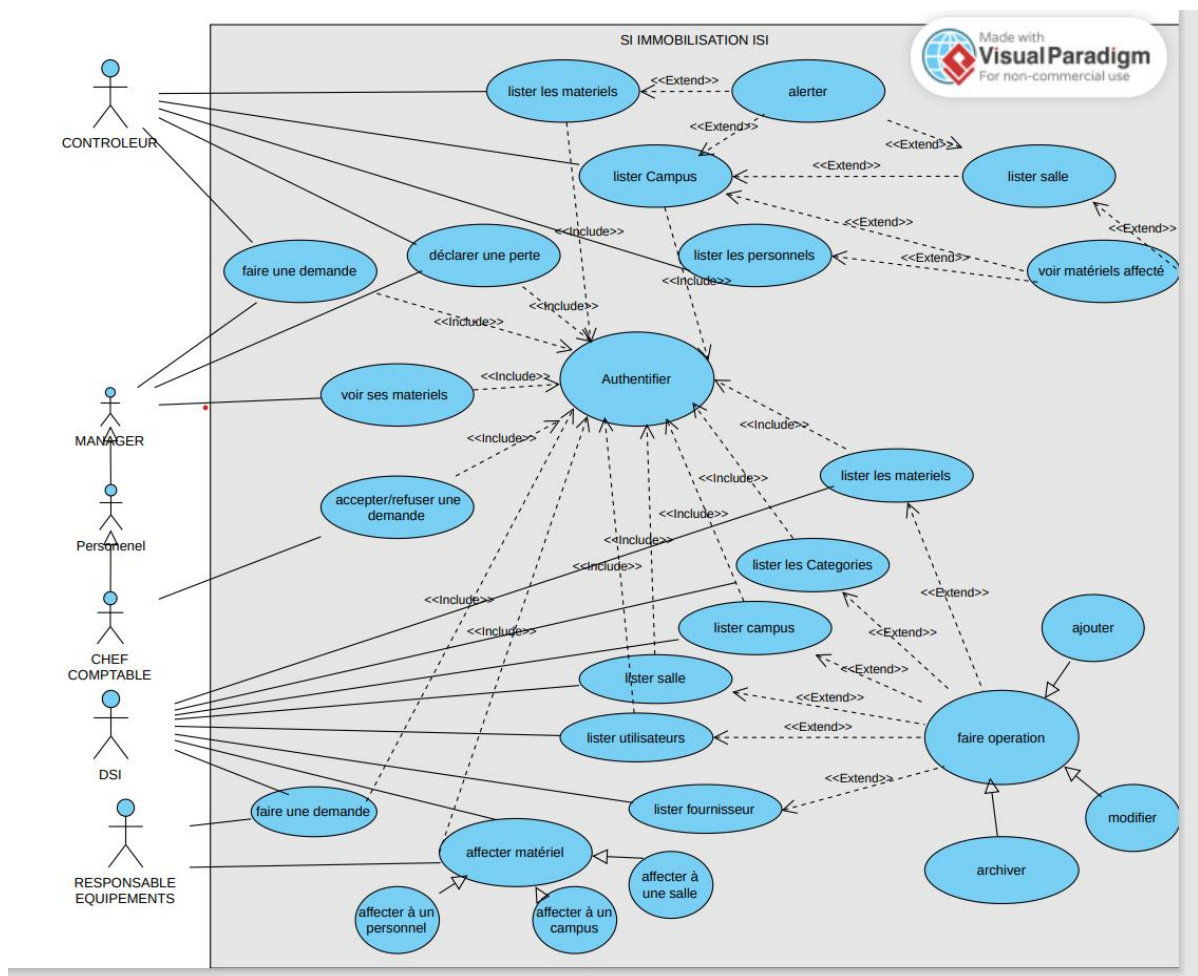 SI IMMOBILISATION ISI
Made with
Visual Paradigm
For non-commercial use
CONTROLEUR
lister les materiels
<<Extend>>
alerter
<<Extend>>
<<Extend>>
lister Campus
<<Extend>>
lister salle
<<Extend>>
<<Extend>>
<<Include>>
faire une demande
déclarer une perte
lister les personnels
<<Extend>>
voir matériels affecté
<<Include>>
<<Include>>
<<Include>>
Authentifier
voir ses materiels
<<Include>>
MANAGER
<<Include>>
<<Include>>
lister les materiels
<<Include>>
accepter/refuser une
demande
<<Include>>
Personenel
<<Include>>
<<Include>>
lister les Categories
<<Include>>
<<Extend>>
lister campus
<<Include>>
<<Extend>>
ajouter
CHEF
COMPTABLE
lister salle
<<Extend>>
<<Extend>>
lister utilisateurs
<<Extend>>
faire operation
DSI
<<Extend>>
faire une demande
lister fournisseur
modifier
affecter matériel
archiver
RESPONSABLE
EQUIPEMENTS
affecter à
une salle
affecter à un
personnel
affecter à un
campus